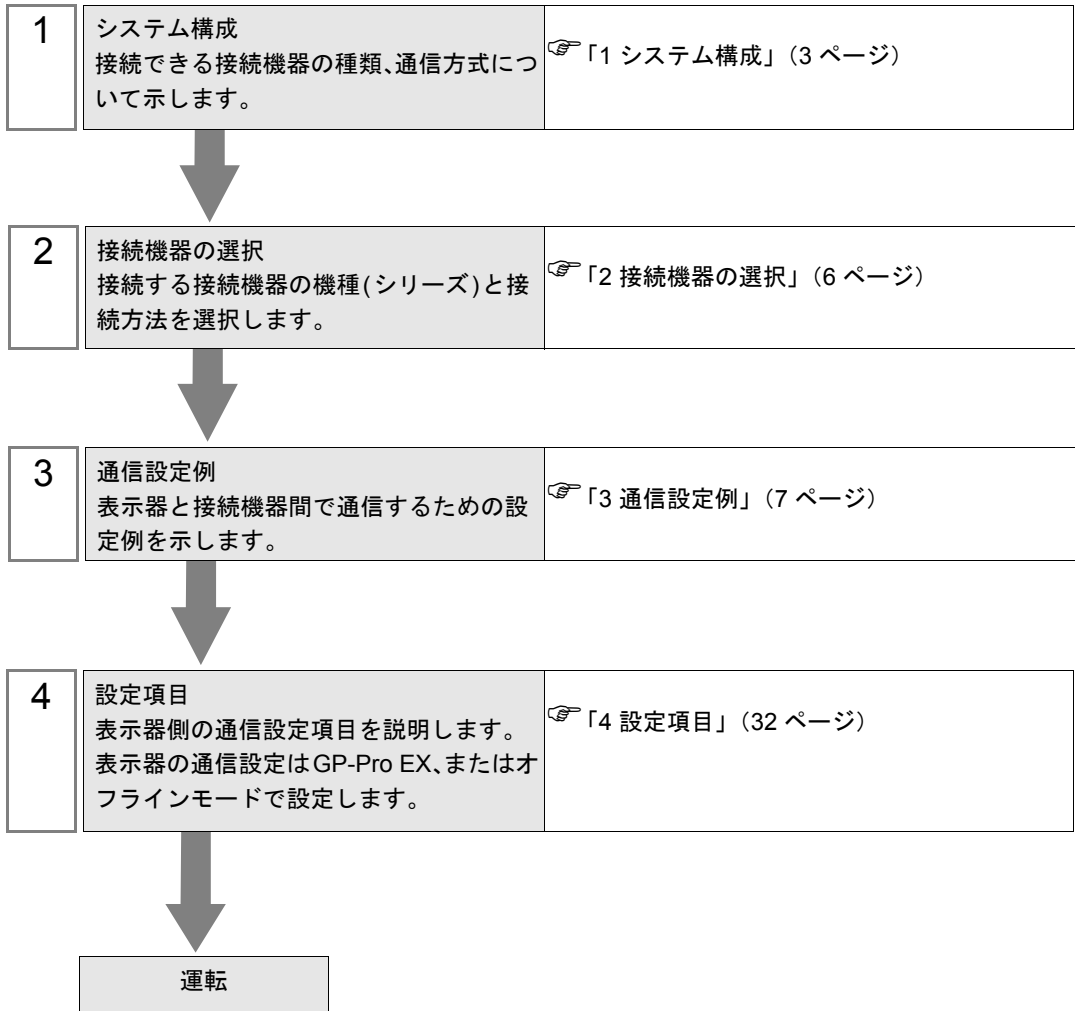 1
システム構成
接続できる接続機器の種類、通信方式につ
いて示します。
☞「1 システム構成」(3 ページ)
2
接続機器の選択
接続する接続機器の機種(シリーズ)と接
続方法を選択します。
☞「2 接続機器の選択」(6 ページ)
3
通信設定例
表示器と接続機器間で通信するための設
定例を示します。
☞「3 通信設定例」(7 ページ)
4
設定項目
表示器側の通信設定項目を説明します。
表示器の通信設定はGP-Pro EX、またはオ
フラインモードで設定します。
☞「4 設定項目」(32 ページ)
運転